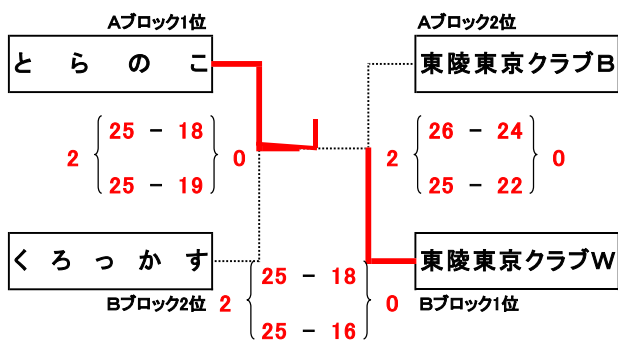 Aブロック1位
とらのこ
25 - 18
2 0
25 - 19
くろっかす
Bブロック2位
Aブロック2位
東陵東京クラブB
26 - 24
2 0
25 - 22
東陵東京クラブW
Bブロック1位
25 - 18
2 0
25 - 16